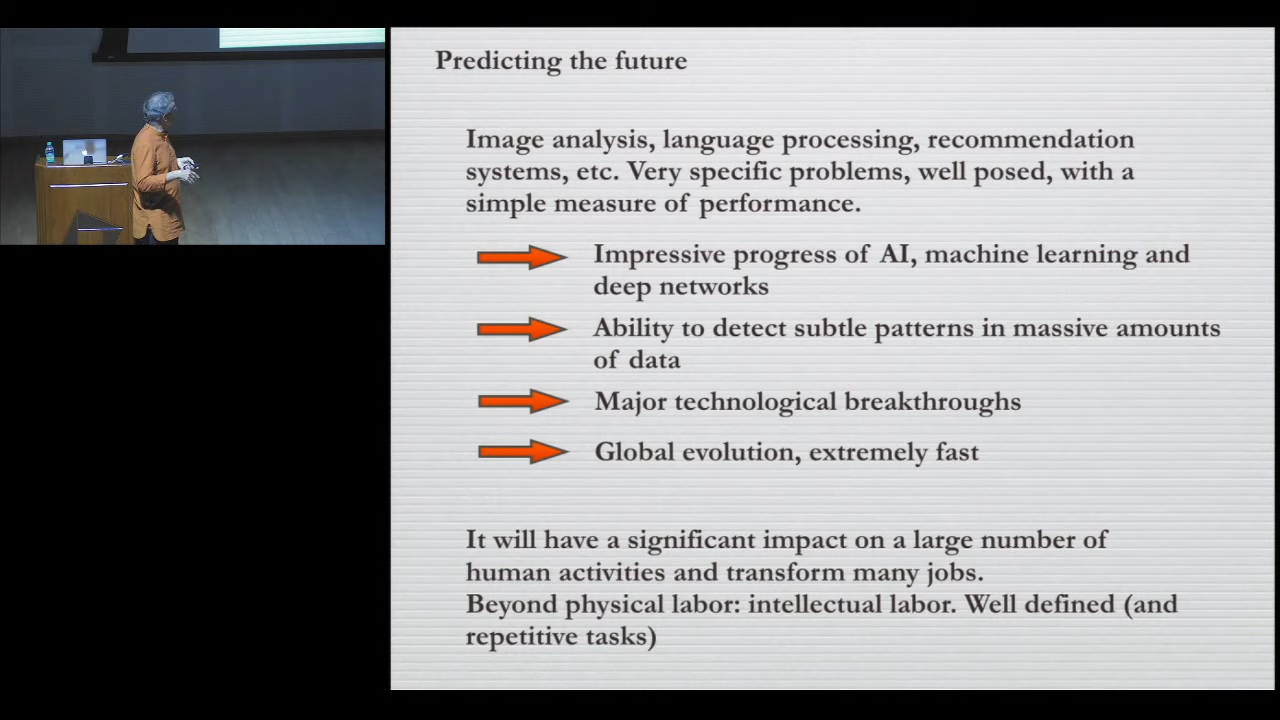 Predicting the future
Image analysis, language processing, recommendation
systems, etc. Very specific problems, well posed, with a
simple measure of performance.
Impressive progress of AI, machine learning and
deep networks
Ability to detect subtle patterns in massive amounts
of data
Major technological breakthroughs
Global evolution, extremely fast
It will have a significant impact on a large number of
human activities and transform many jobs.
Beyond physical labor: intellectual labor. Well defined (and
repetitive tasks)